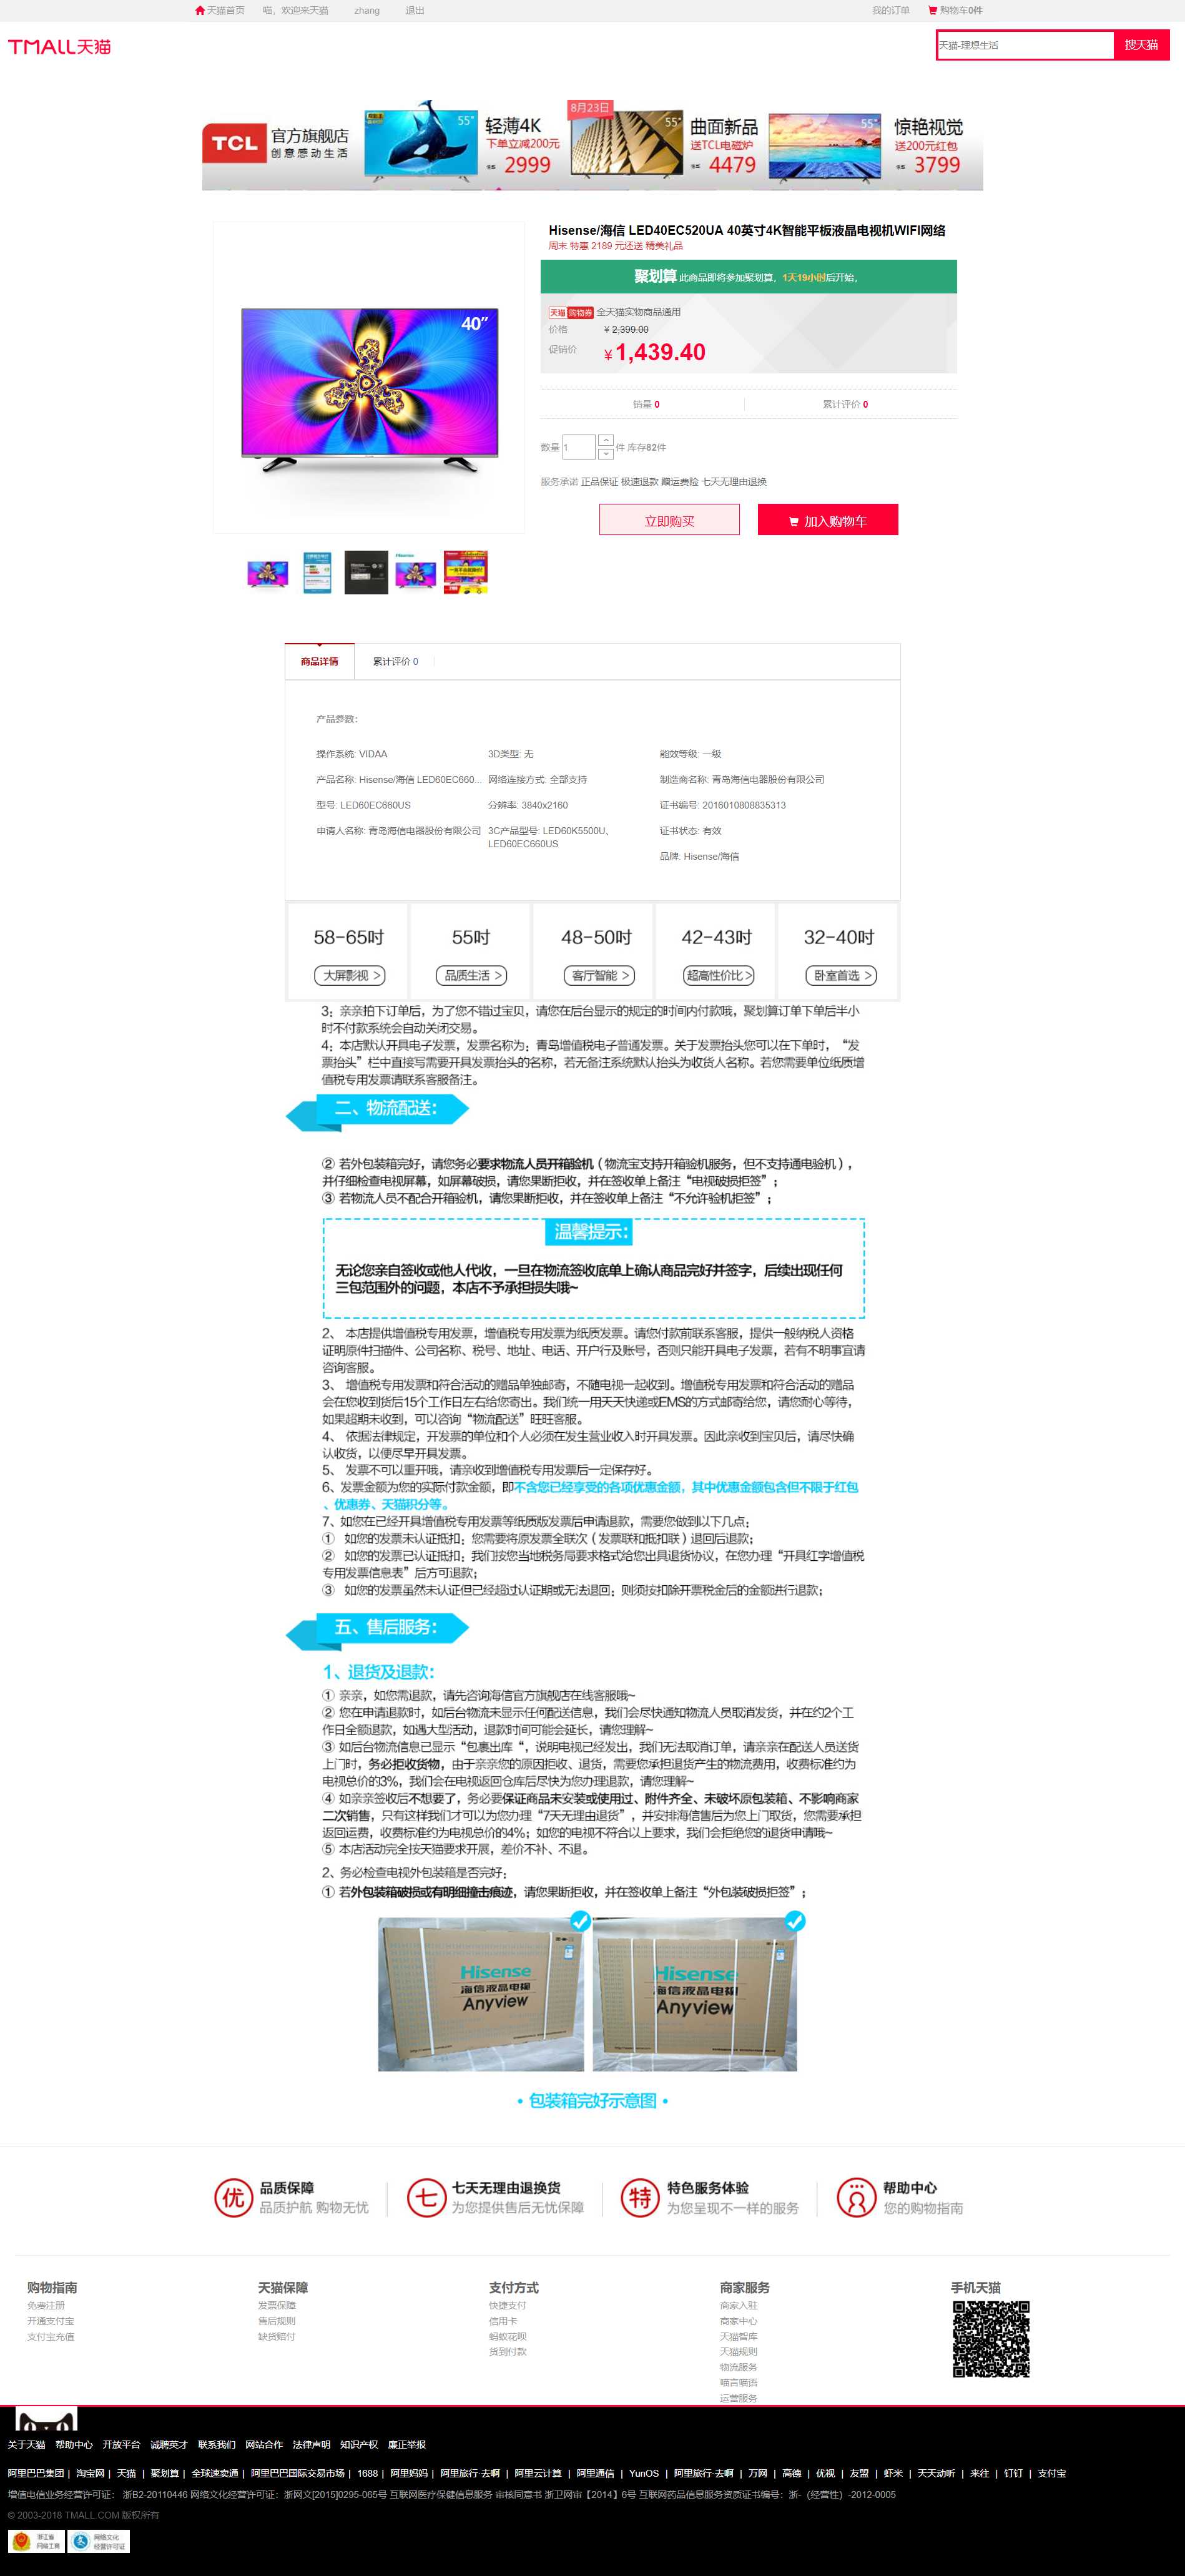 天猫首页 喵，欢迎来天猫 zhang 退出 我的订单 购物车0件
TMALL天猫
天猫-理想生活 搜天猫
TCL 官方旗舰店 创意感动生活
55" 轻薄4K 下单立减200元 2999
8月23日 55" 曲面新品 送TCL电磁炉 4479
55" 惊艳视觉 送200元红包 3799
40”
Hisense/海信 LED40EC520UA 40英寸4K智能平板液晶电视机WIFI网络
周末 特惠 2189 元还送 精美礼品
聚划算 此商品即将参加聚划算，1天19小时后开始，
天猫 购物券 全天猫实物商品通用
价格 ¥ 2,399.00
促销价 ¥ 1,439.40
销量 0 累计评价 0
数量 1 件 库存82件
服务承诺 正品保证 极速退款 赠运费险 七天无理由退换
立即购买 加入购物车
商品详情 累计评价 0
产品参数：
操作系统: VIDAA 3D类型: 无 能效等级: 一级
产品名称: Hisense/海信 LED60EC660... 网络连接方式: 全部支持 制造商名称: 青岛海信电器股份有限公司
型号: LED60EC660US 分辨率: 3840x2160 证书编号: 2016010808835313
申请人名称: 青岛海信电器股份有限公司 3C产品型号: LED60K5500U、 证书状态: 有效
LED60EC660US
品牌: Hisense/海信
58-65吋 55吋 48-50吋 42-43吋 32-40吋
大屏影视 > 品质生活 > 客厅智能 > 超高性价比> 卧室首选 >
3；亲亲拍下订单后，为了您不错过宝贝，请您在后台显示的规定的时间内付款哦，聚划算订单下单后半小
时不付款系统会自动关闭交易。
4；本店默认开具电子发票，发票名称为：青岛增值税电子普通发票。关于发票抬头您可以在下单时，“发
票抬头”栏中直接写需要开具发票抬头的名称，若无备注系统默认抬头为收货人名称。若您需要单位纸质增
值税专用发票请联系客服备注。
二、物流配送：
② 若外包装箱完好，请您务必要求物流人员开箱验机（物流宝支持开箱验机服务，但不支持通电验机），
并仔细检查电视屏幕，如屏幕破损，请您果断拒收，并在签收单上备注“电视破损拒签”；
③ 若物流人员不配合开箱验机，请您果断拒收，并在签收单上备注“不允许验机拒签”；
温馨提示：
无论您亲自签收或他人代收，一旦在物流签收底单上确认商品完好并签字，后续出现任何
三包范围外的问题，本店不予承担损失哦~
2、 本店提供增值税专用发票，增值税专用发票为纸质发票。请您付款前联系客服，提供一般纳税人资格
证明原件扫描件、公司名称、税号、地址、电话、开户行及账号，否则只能开具电子发票，若有不明事宜请
咨询客服。
3、 增值税专用发票和符合活动的赠品单独邮寄，不随电视一起收到。增值税专用发票和符合活动的赠品
会在您收到货后15个工作日左右给您寄出。我们统一用天天快递或EMS的方式邮寄给您，请您耐心等待，
如果超期未收到，可以咨询“物流配送”旺旺客服。
4、 依据法律规定，开发票的单位和个人必须在发生营业收入时开具发票。因此亲收到宝贝后，请尽快确
认收货，以便尽早开具发票。
5、 发票不可以重开哦，请亲收到增值税专用发票后一定保存好。
6、发票金额为您的实际付款金额，即不含您已经享受的各项优惠金额，其中优惠金额包含但不限于红包
、优惠券、天猫积分等。
7、如您在已经开具增值税专用发票等纸质版发票后申请退款，需要您做到以下几点；
① 如您的发票未认证抵扣；您需要将原发票全联次（发票联和抵扣联）退回后退款；
② 如您的发票已认证抵扣；我们按您当地税务局要求格式给您出具退货协议，在您办理“开具红字增值税
专用发票信息表”后方可退款；
③ 如您的发票虽然未认证但已经超过认证期或无法退回；则须按扣除开票税金后的金额进行退款；
五、售后服务：
1、退货及退款：
① 亲亲，如您需退款，请先咨询海信官方旗舰店在线客服哦~
② 您在申请退款时，如后台物流未显示任何配送信息，我们会尽快通知物流人员取消发货，并在约2个工
作日全额退款，如遇大型活动，退款时间可能会延长，请您理解~
③ 如后台物流信息已显示“包裹出库“，说明电视已经发出，我们无法取消订单，请亲亲在配送人员送货
上门时，务必拒收货物，由于亲亲您的原因拒收、退货，需要您承担退货产生的物流费用，收费标准约为
电视总价的3%，我们会在电视返回仓库后尽快为您办理退款，请您理解~
④ 如亲亲签收后不想要了，务必要保证商品未安装或使用过、附件齐全、未破坏原包装箱、不影响商家
二次销售，只有这样我们才可以为您办理“7天无理由退货”，并安排海信售后为您上门取货，您需要承担
返回运费，收费标准约为电视总价的4%；如您的电视不符合以上要求，我们会拒绝您的退货申请哦~
⑤ 本店活动完全按天猫要求开展，差价不补、不退。
2、务必检查电视外包装箱是否完好；
① 若外包装箱破损或有明细撞击痕迹，请您果断拒收，并在签收单上备注“外包装破损拒签”；
Hisense Hisense
海信液晶电视 海信液晶电视
Anyview Anyview
• 包装箱完好示意图 •
优 品质保障 七 七天无理由退换货 特 特色服务体验 帮助中心
品质护航 购物无忧 为您提供售后无忧保障 为您呈现不一样的服务 您的购物指南
购物指南 天猫保障 支付方式 商家服务 手机天猫
免费注册 发票保障 快捷支付 商家入驻
开通支付宝 售后规则 信用卡 商家中心
支付宝充值 缺货赔付 蚂蚁花呗 天猫智库
货到付款 天猫规则
物流服务
喵言喵语
运营服务
关于天猫 帮助中心 开放平台 诚聘英才 联系我们 网站合作 法律声明 知识产权 廉正举报
阿里巴巴集团 | 淘宝网 | 天猫 | 聚划算 | 全球速卖通 | 阿里巴巴国际交易市场 | 1688 | 阿里妈妈 | 阿里旅行·去啊 | 阿里云计算 | 阿里通信 | YunOS | 阿里旅行·去啊 | 万网 | 高德 | 优视 | 友盟 | 虾米 | 天天动听 | 来往 | 钉钉 | 支付宝
增值电信业务经营许可证： 浙B2-20110446 网络文化经营许可证：浙网文[2015]0295-065号 互联网医疗保健信息服务 审核同意书 浙卫网审【2014】6号 互联网药品信息服务资质证书编号：浙-（经营性）-2012-0005
© 2003-2018 TMALL.COM 版权所有
浙江省 网络工商 网络文化 经营许可证